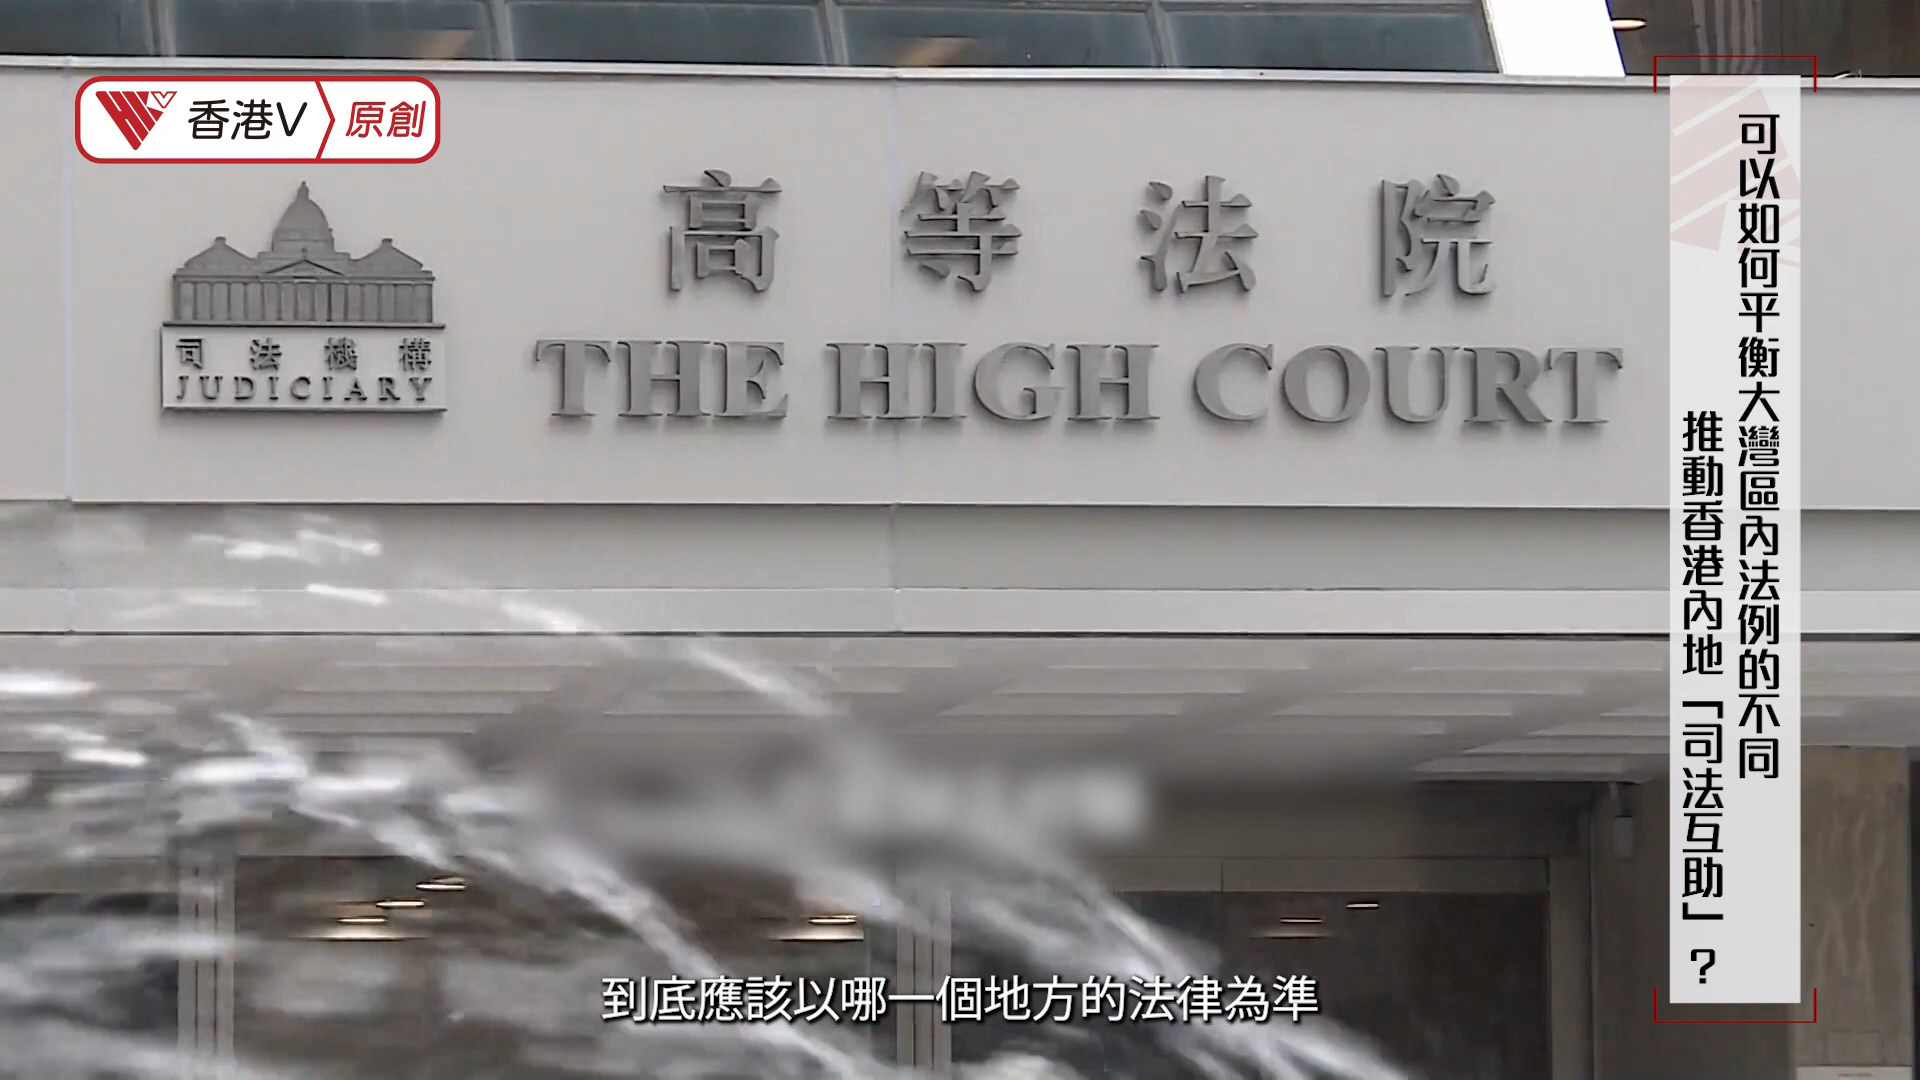 香港V 原創
高等法院
THE HIGH COURT
司法機構
JUDICIARY
可以如何平衡大灣區內法例的不同
推動香港內地「司法互助」?
到底應該以哪一個地方的法律為準